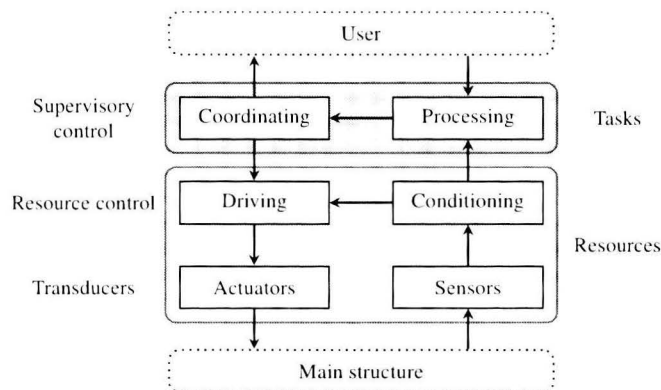 User
Supervisory
control
Coordinating
Processing
Tasks
Resource control
Driving
Conditioning
Resources
Transducers
Actuators
Sensors
Main structure